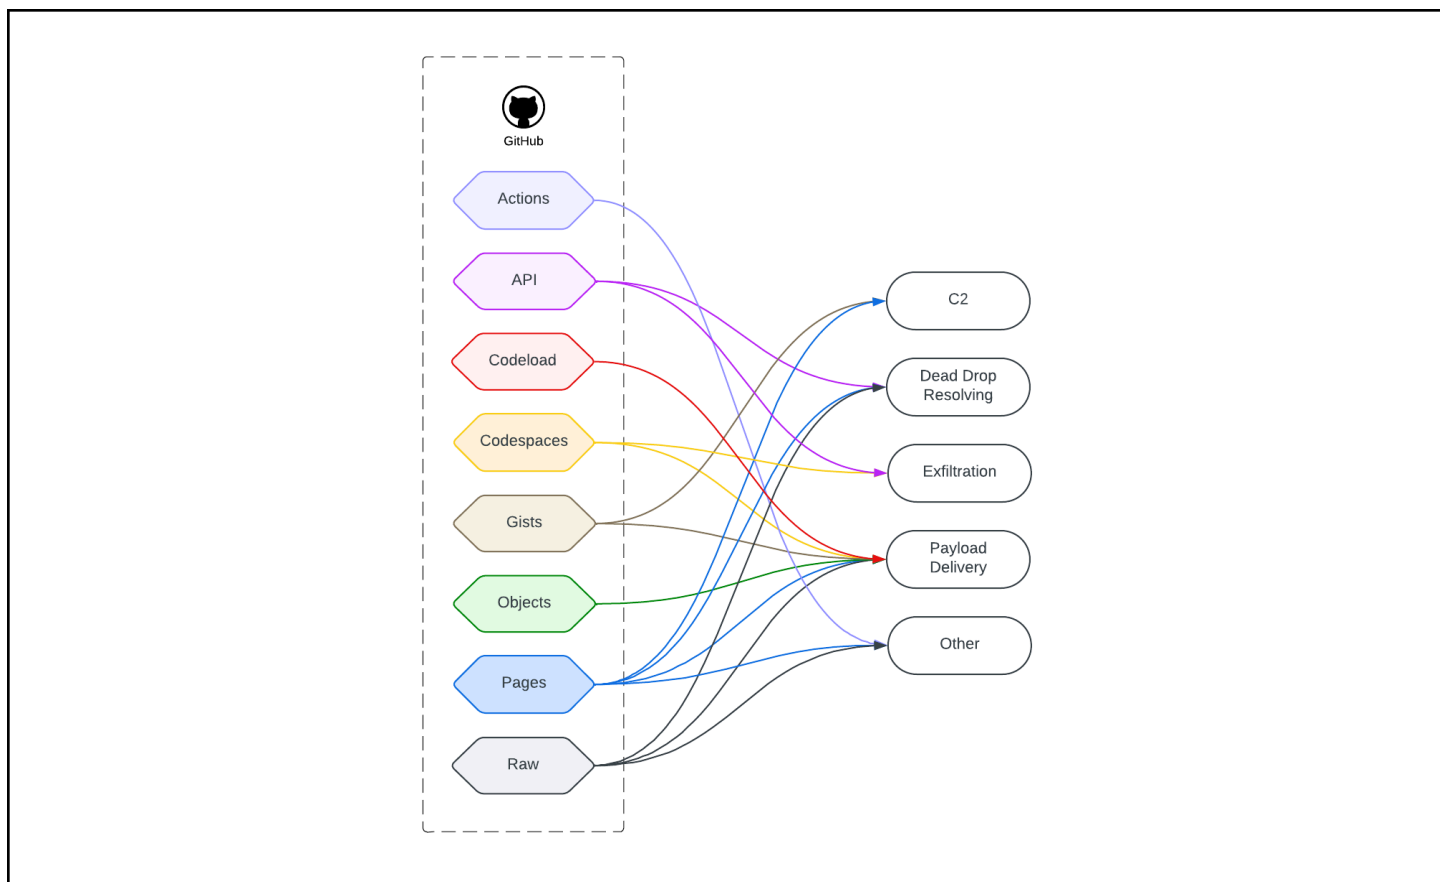 GitHub
Actions
API
Codeload
Codespaces
Gists
Objects
Pages
Raw
C2
Dead Drop
Resolving
Exfiltration
Payload
Delivery
Other